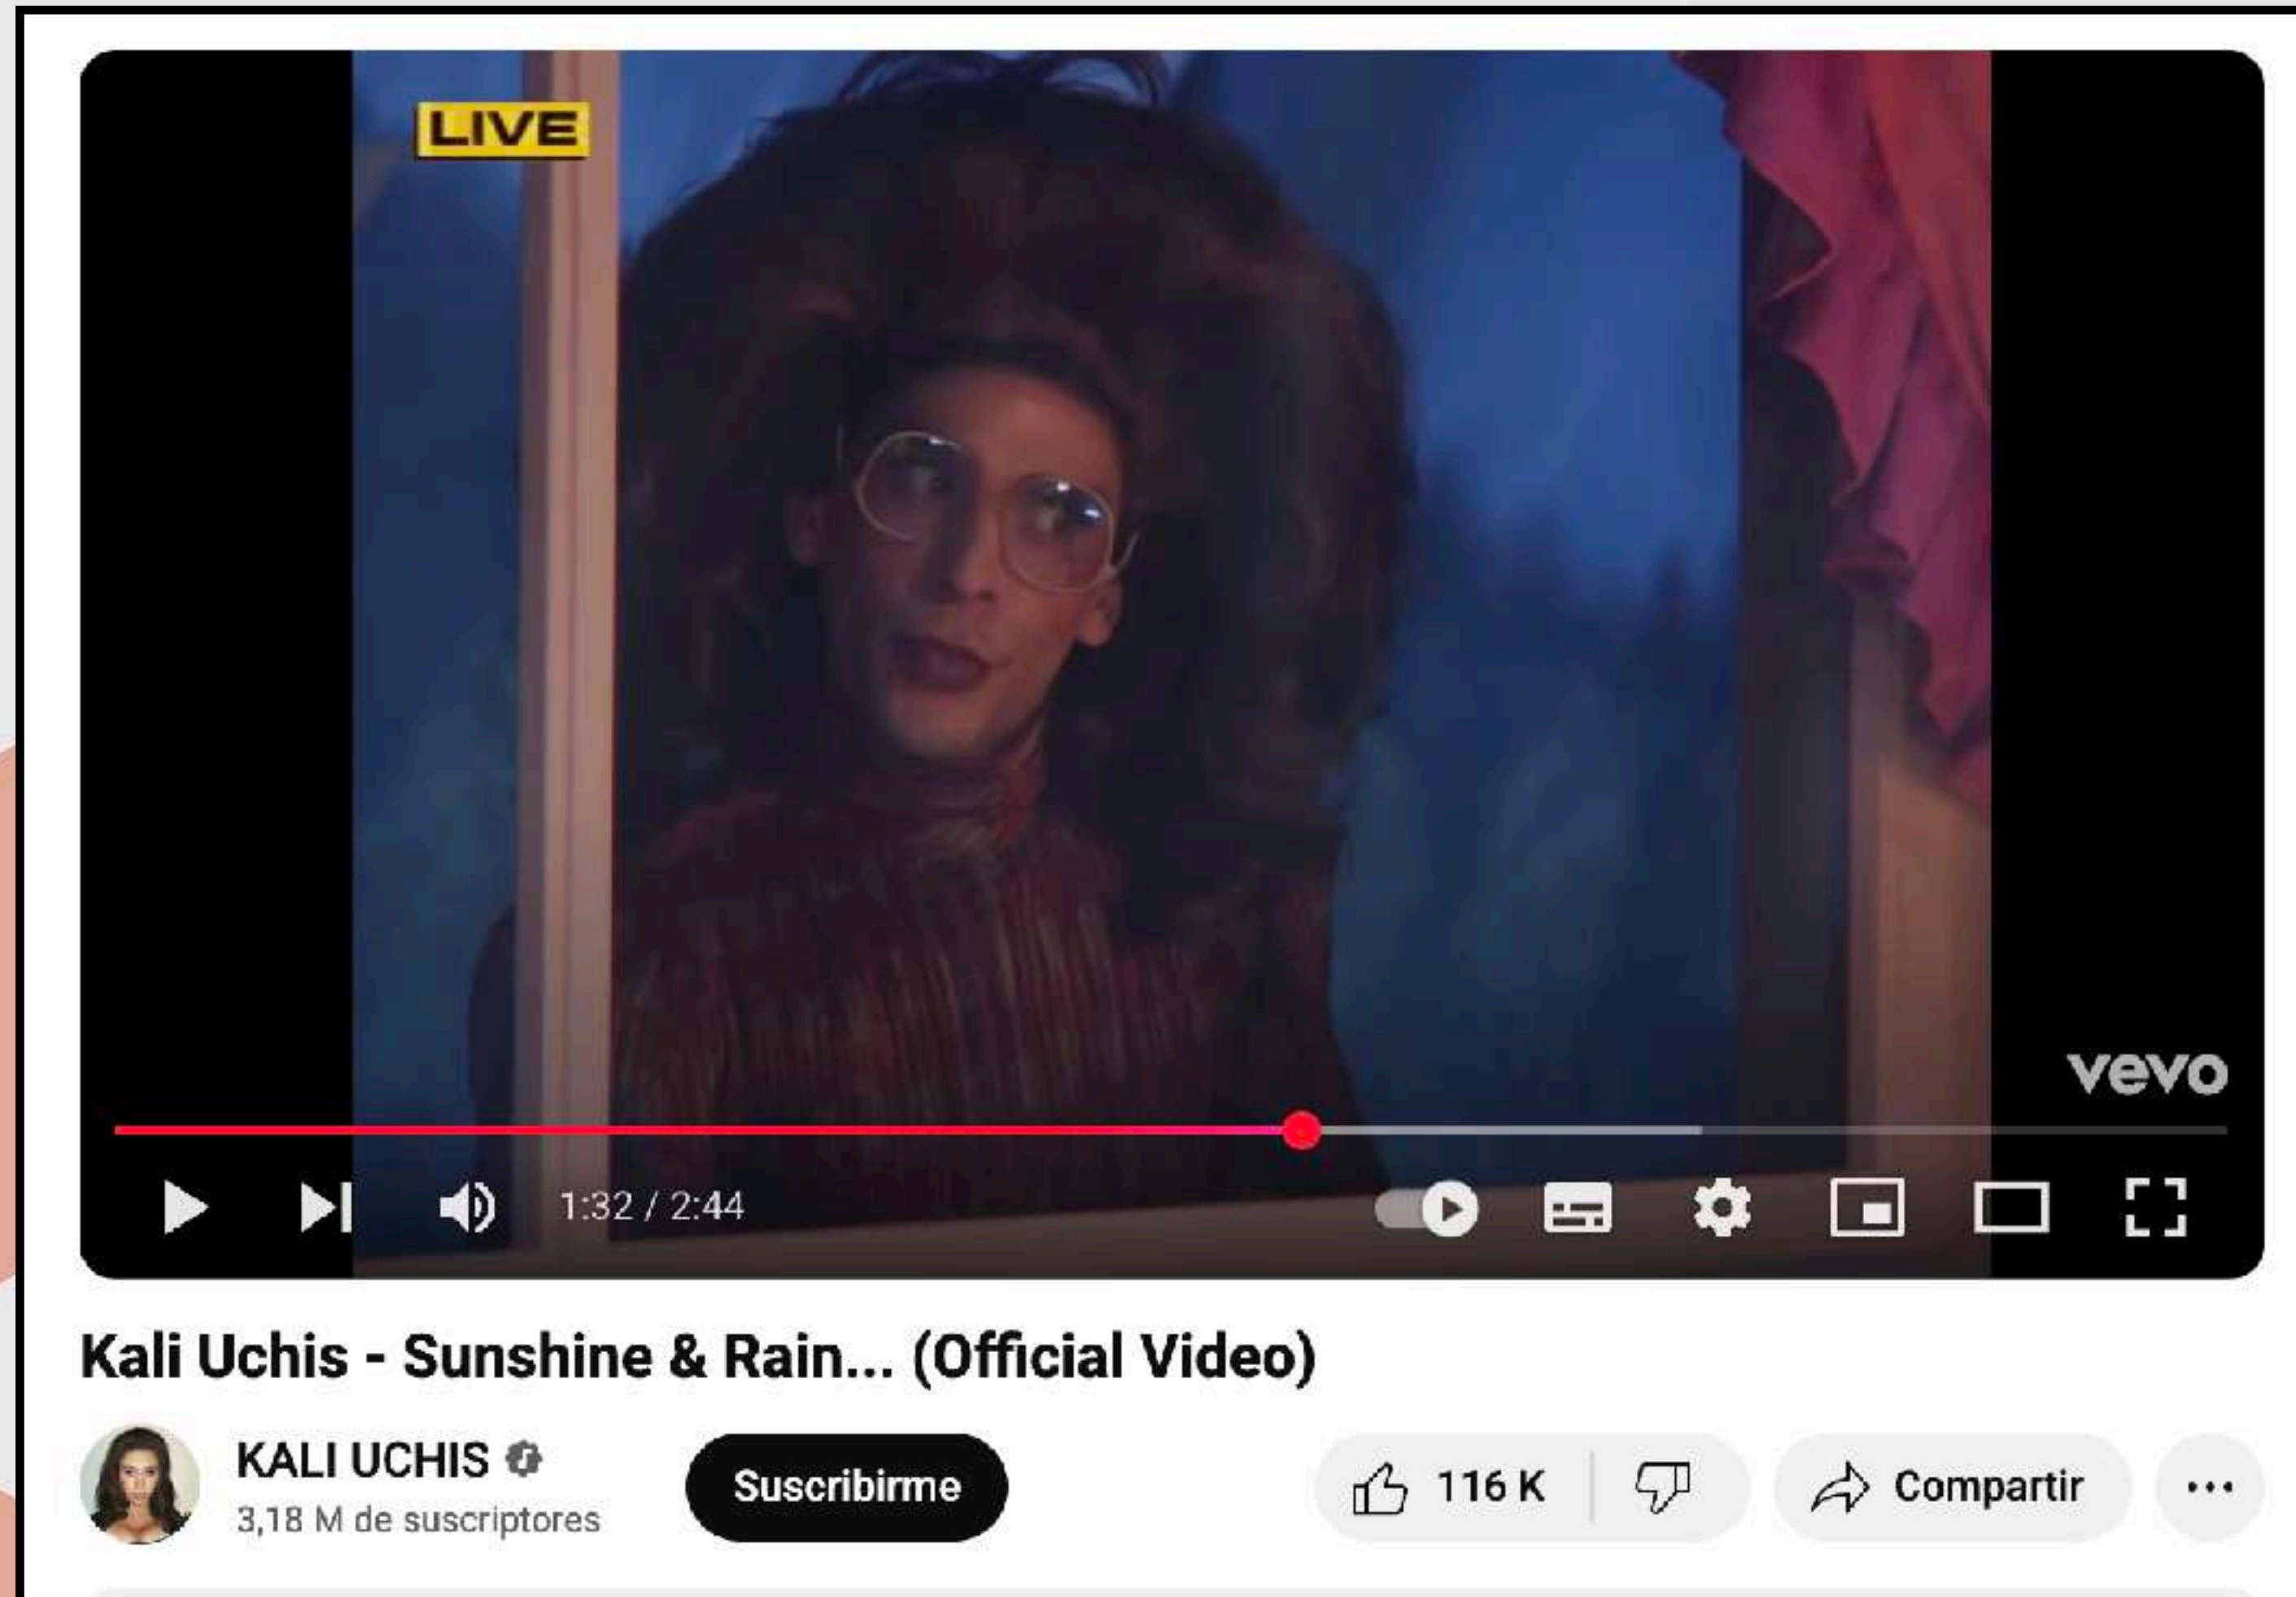 LIVE
vevo
1:32 / 2:44
Kali Uchis - Sunshine & Rain... (Official Video)
KALI UCHIS
3,18 M de suscriptores
Suscribirme
116 K
Compartir